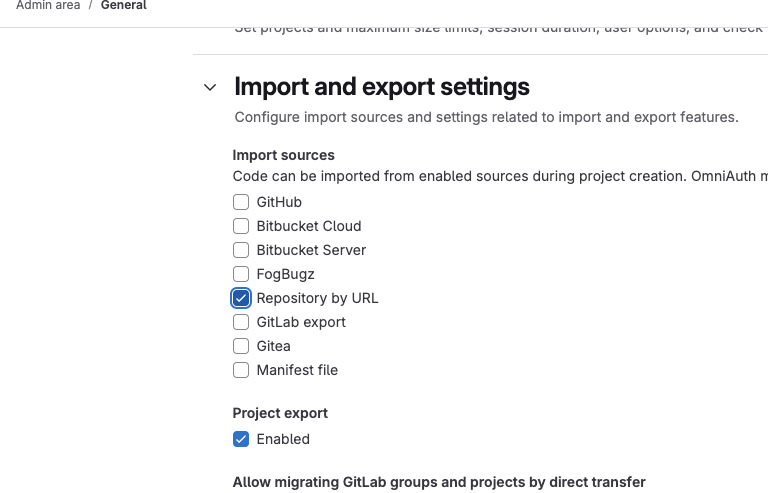 Admin area / General
Set projects and maximum size limits, session duration, user options, and check
Import and export settings
Configure import sources and settings related to import and export features.
Import sources
Code can be imported from enabled sources during project creation. OmniAuth m
GitHub
Bitbucket Cloud
Bitbucket Server
FogBugz
Repository by URL
GitLab export
Gitea
Manifest file
Project export
Enabled
Allow migrating GitLab groups and projects by direct transfer